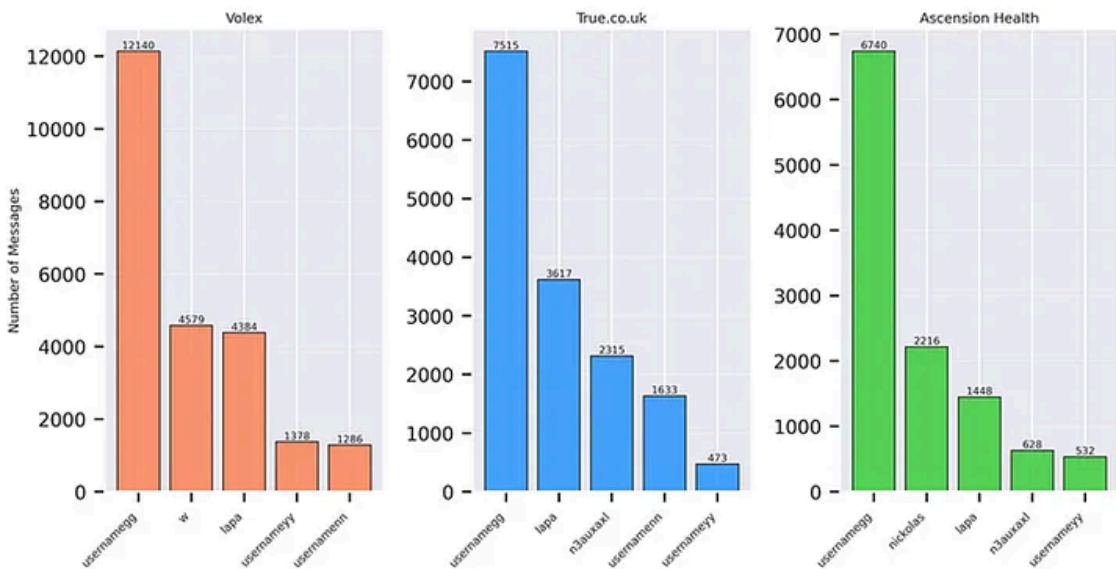 Volex
True.co.uk
Ascension Health
Number of Messages
12000
10000
8000
6000
4000
2000
0
12140
4579
4384
1378
1286
usernamegg
w
lapa
usernameyy
usernamenn
7000
6000
5000
4000
3000
2000
1000
0
7515
3617
2315
1633
473
usernamegg
lapa
n3auxaxl
usernamenn
usernameyy
7000
6000
5000
4000
3000
2000
1000
0
6740
2216
1448
628
532
usernamegg
nickolas
lapa
n3auxaxl
usernameyy